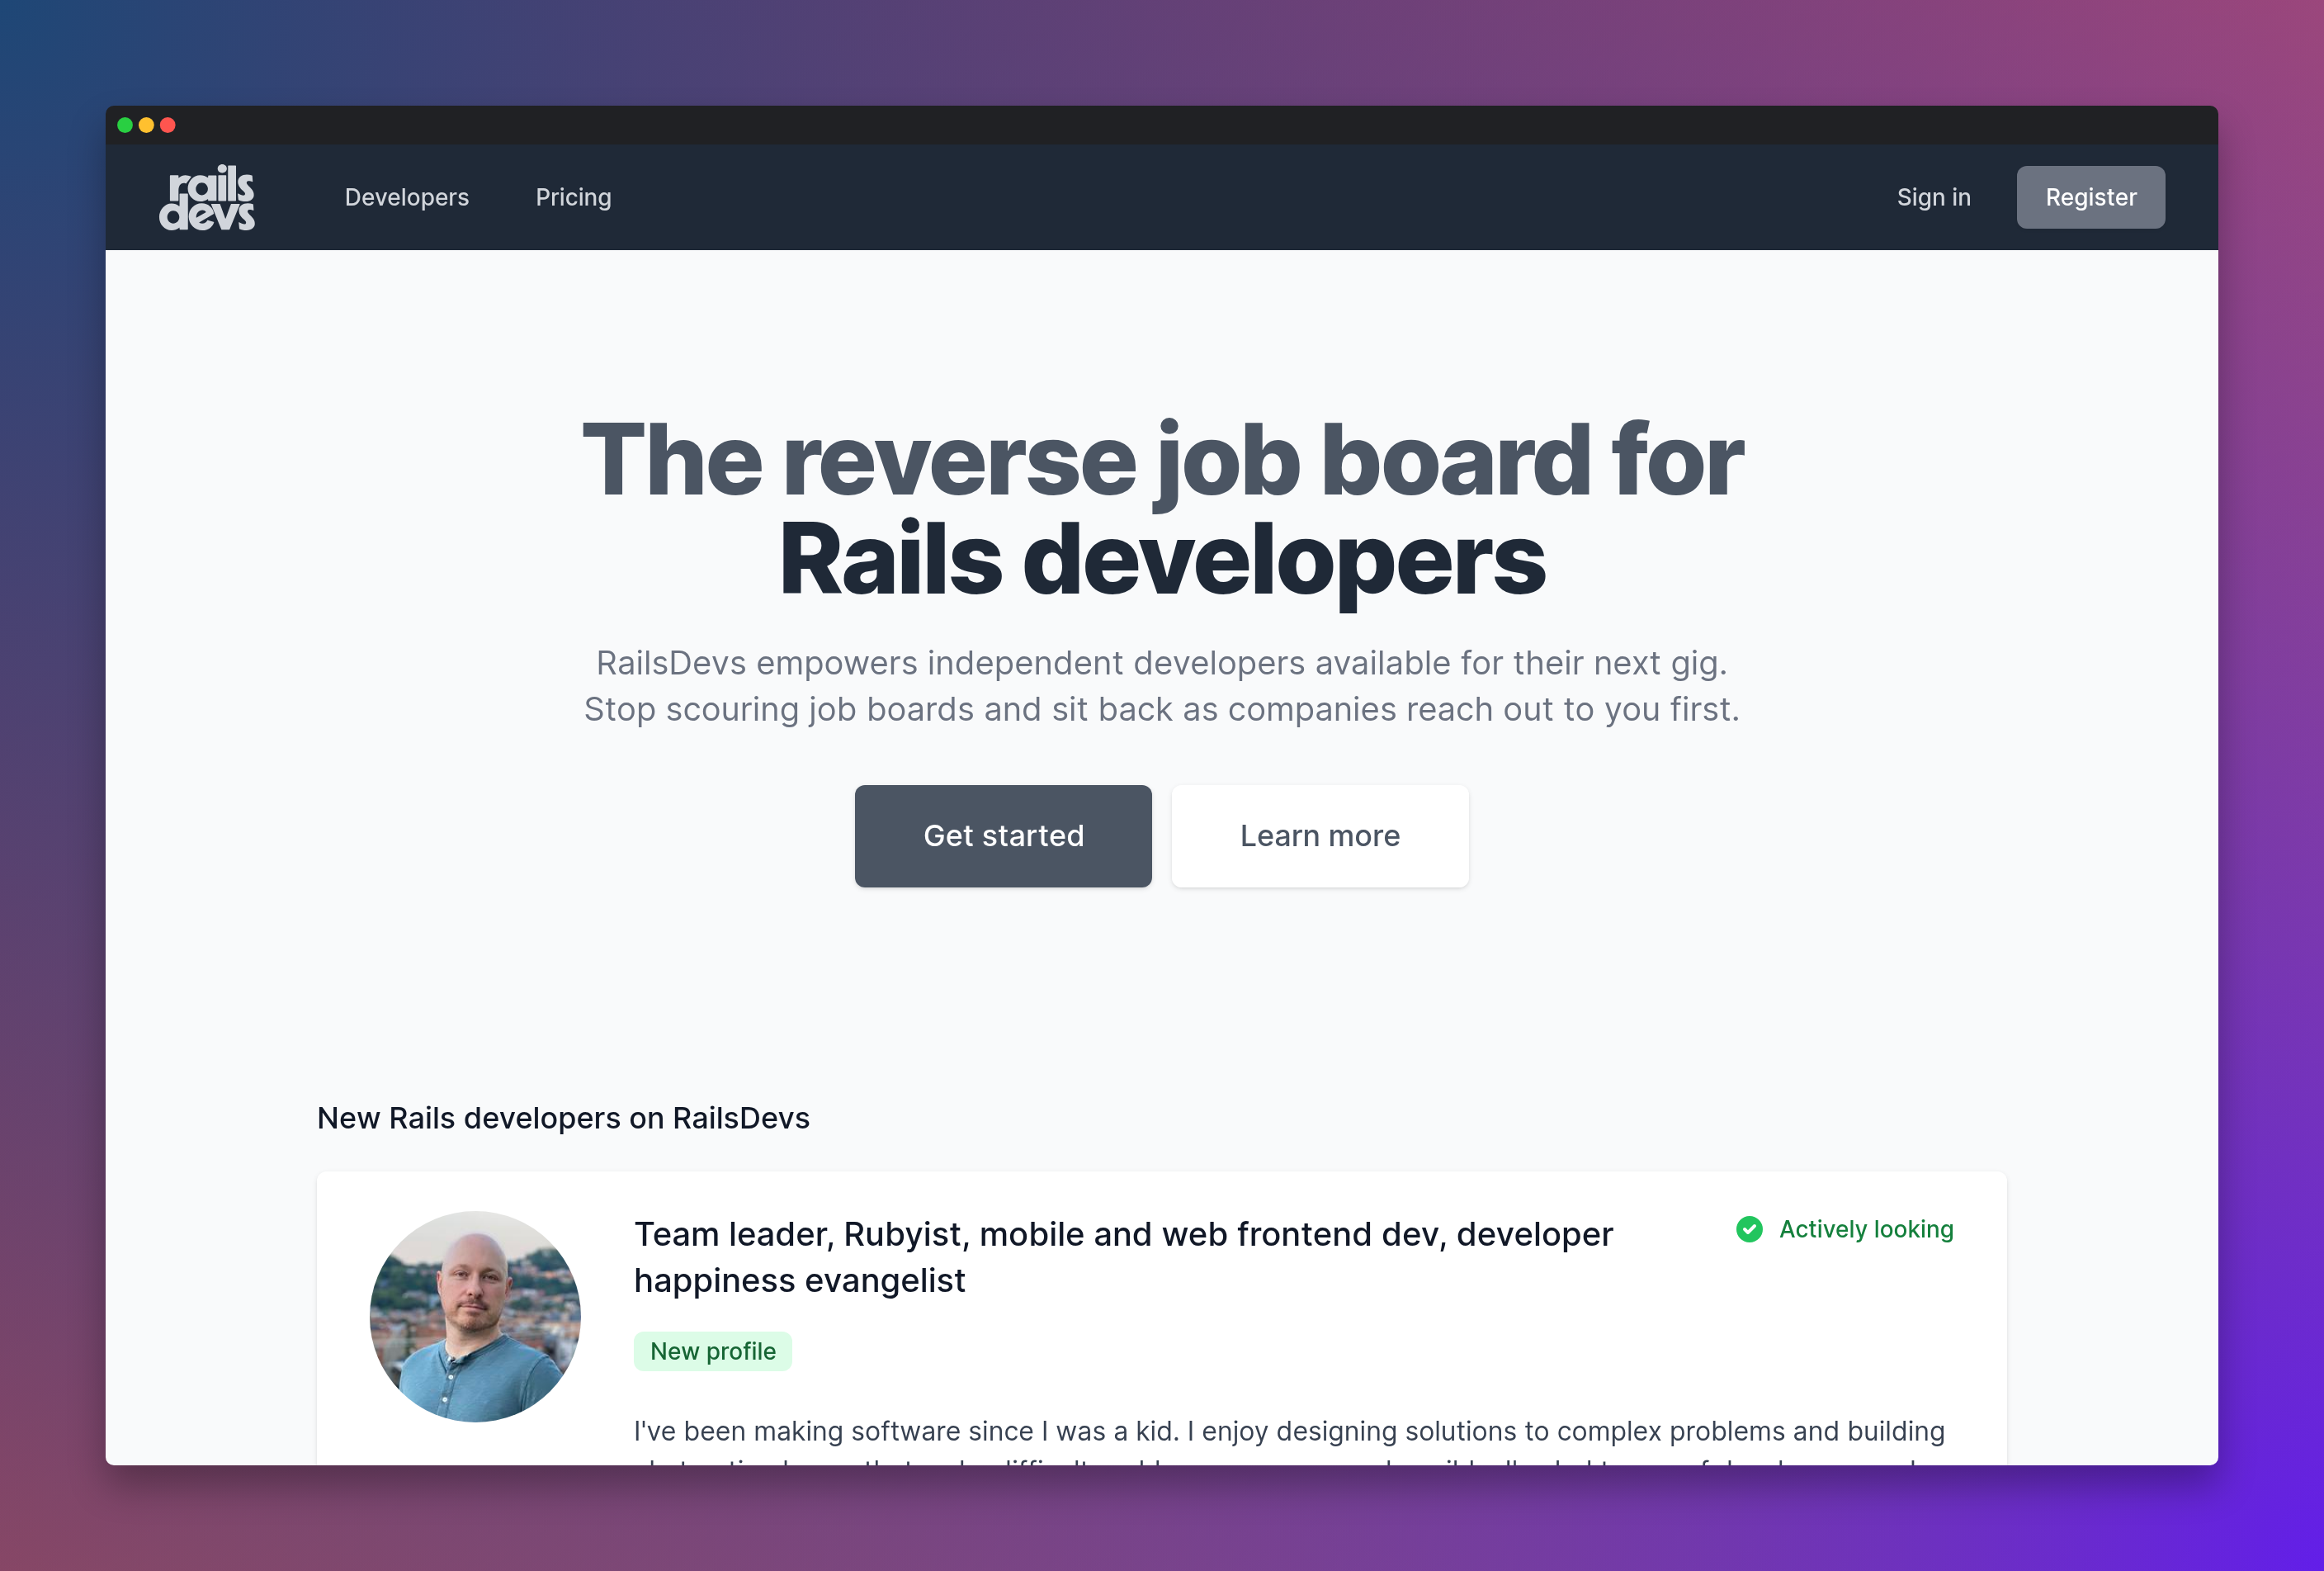 rails
devs
Developers
Pricing
Sign in
Register
The reverse job board for
Rails developers
RailsDevs empowers independent developers available for their next gig.
Stop scouring job boards and sit back as companies reach out to you first.
Get started
Learn more
New Rails developers on RailsDevs
Team leader, Rubyist, mobile and web frontend dev, developer
happiness evangelist
Actively looking
New profile
I've been making software since I was a kid. I enjoy designing solutions to complex problems and building